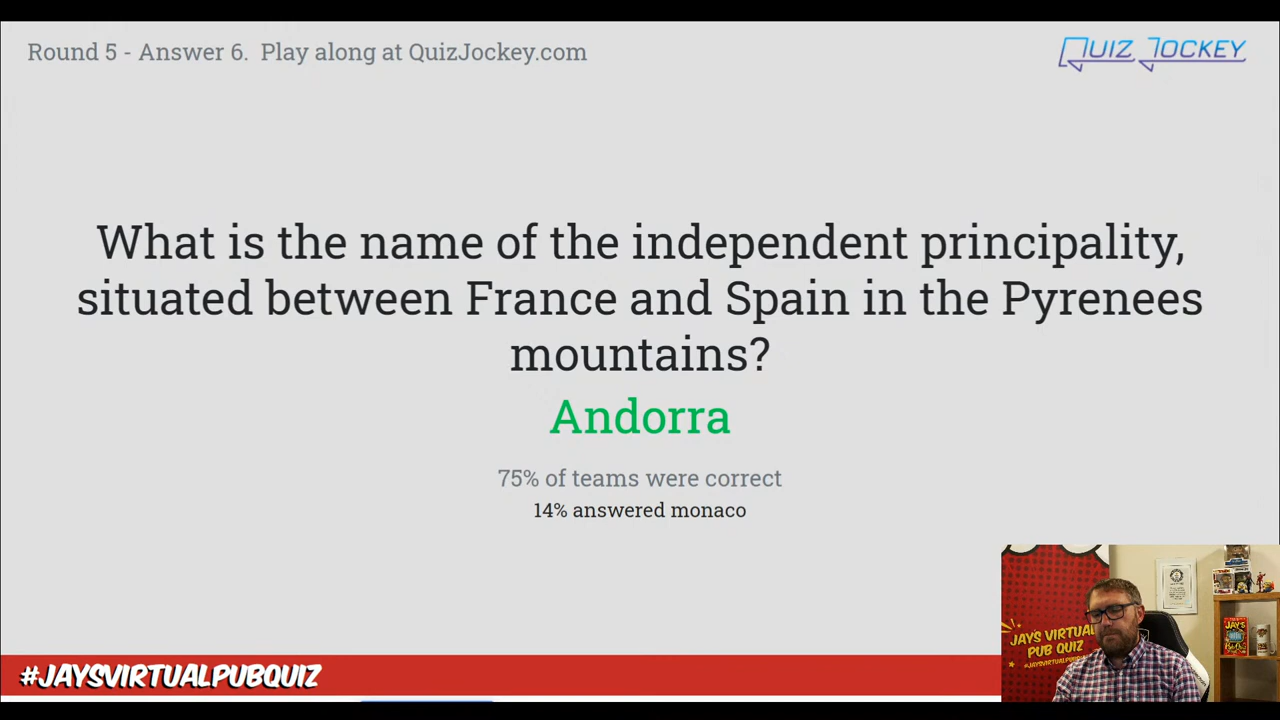 Round 5 - Answer 6.  Play along at QuizJockey.com
QUIZ JOCKEY
What is the name of the independent principality,
situated between France and Spain in the Pyrenees
mountains?
Andorra
75% of teams were correct
14% answered monaco
JAYS VIRTUAL
PUB QUIZ
JAY'S
#JAYSVIRTUALPUBQUIZ